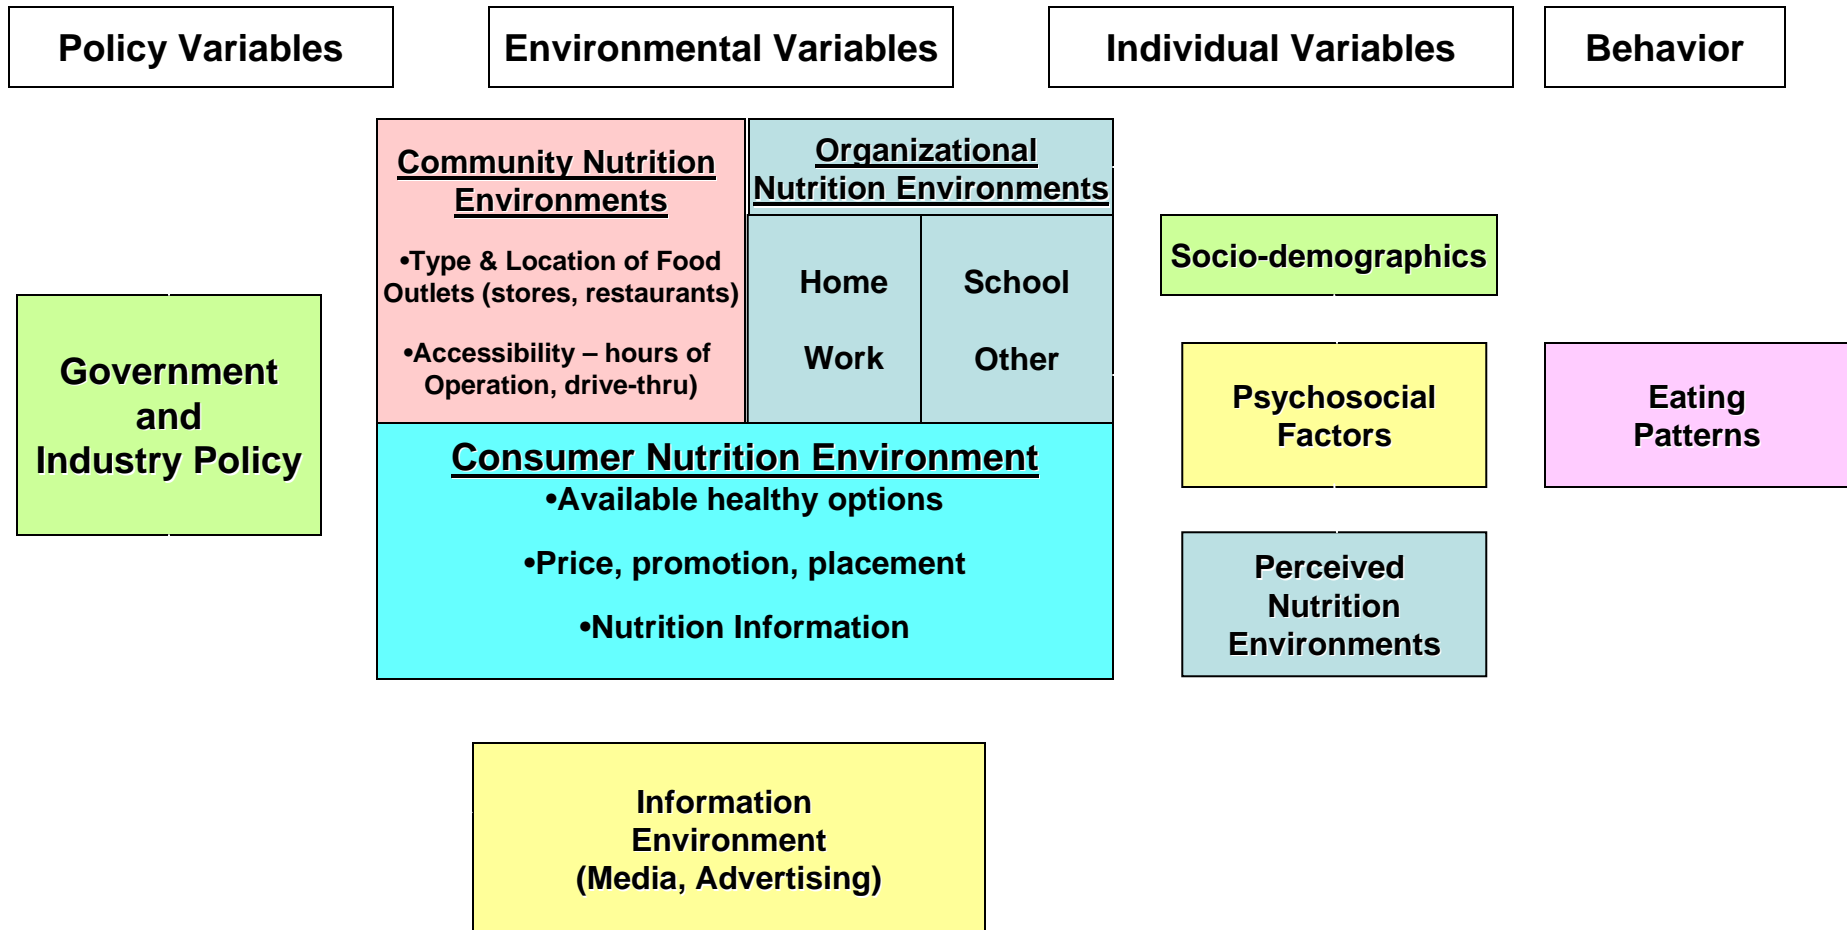 Policy Variables
Environmental Variables
Individual Variables
Behavior
Government
and
Industry Policy
Community Nutrition
Environments
•Type & Location of Food
Outlets (stores, restaurants)
•Accessibility – hours of
Operation, drive-thru)
Organizational
Nutrition Environments
Home
School
Work
Other
Consumer Nutrition Environment
•Available healthy options
•Price, promotion, placement
•Nutrition Information
Information
Environment
(Media, Advertising)
Socio-demographics
Psychosocial
Factors
Perceived
Nutrition
Environments
Eating
Patterns